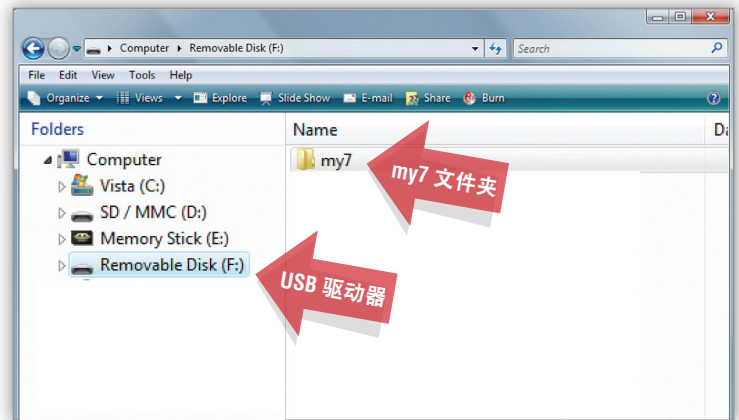 Computer Removable Disk (F:) Search
File Edit View Tools Help
Organize Views Explore Slide Show E-mail Share Burn
Folders
Name
Da
Computer
my7
my7 文件夹
Vista (C:)
SD / MMC (D:)
Memory Stick (E:)
Removable Disk (F:)
USB 驱动器